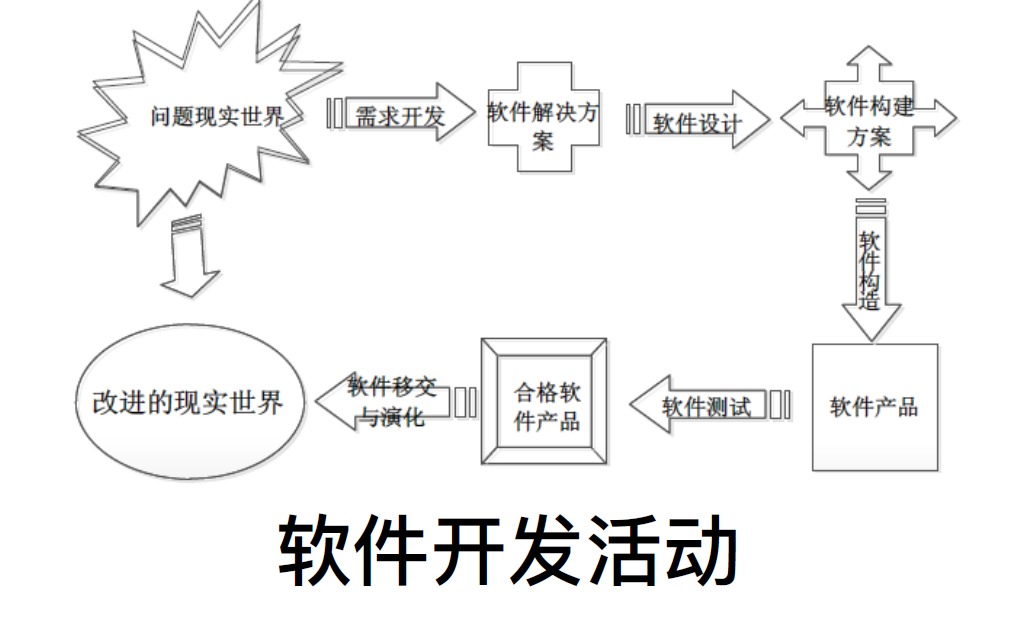 问题现实世界
需求开发
软件解决方
案
软件设计
软件构建
方案
软件构造
软件产品
软件测试
合格软
件产品
软件移交
与演化
改进的现实世界
软件开发活动